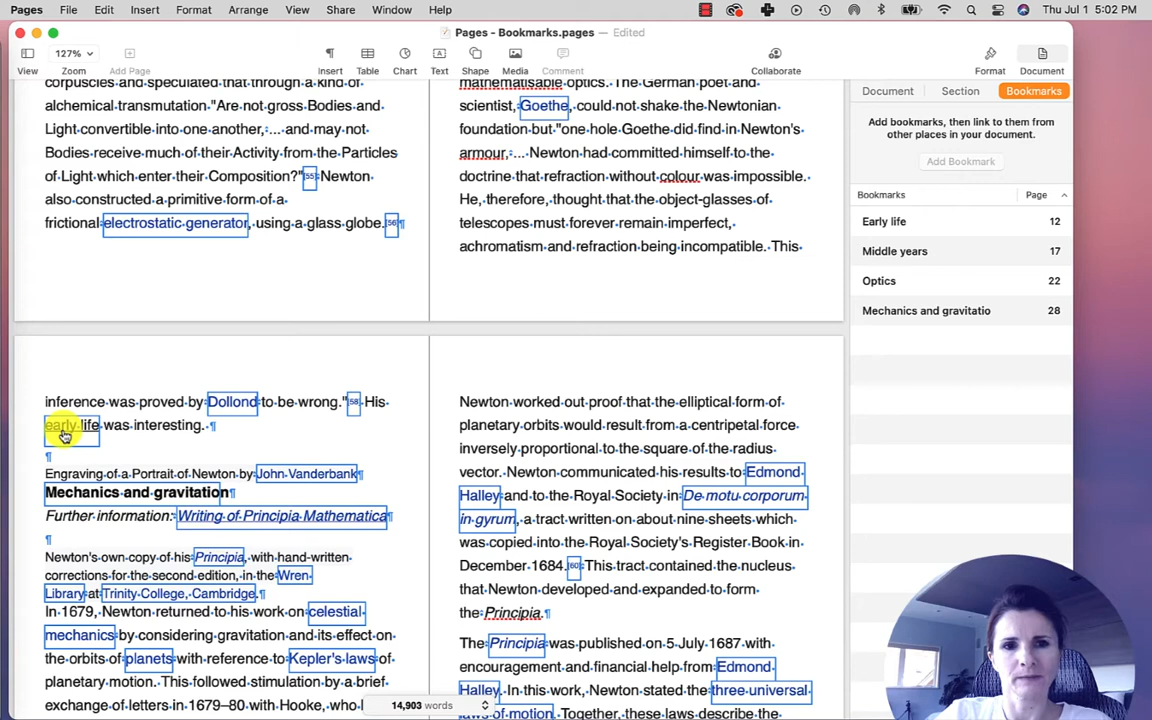 Pages File Edit Insert Format Arrange View Share Window Help Thu Jul 1 5:02 PM
Pages - Bookmarks.pages — Edited
127%
View Zoom Add Page Insert Table Chart Text Shape Media Comment Collaborate Format Document
corpuscles and speculated that through a kind of
alchemical transmutation "Are not gross Bodies and
Light convertible into one another, ... and may not
Bodies receive much of their Activity from the Particles
of Light which enter their Composition?"[55] Newton
also constructed a primitive form of a
frictional electrostatic generator, using a glass globe.[56]¶
mathematisable optics. The German poet and
scientist, Goethe, could not shake the Newtonian
foundation but "one hole Goethe did find in Newton's
armour, ... Newton had committed himself to the
doctrine that refraction without colour was impossible.
He, therefore, thought that the object-glasses of
telescopes must forever remain imperfect,
achromatism and refraction being incompatible. This
inference was proved by Dollond to be wrong."[58] His
early life was interesting. ¶
¶
Engraving of a Portrait of Newton by John Vanderbank¶
Mechanics and gravitation¶
Further information: Writing of Principia Mathematica¶
¶
Newton's own copy of his Principia, with hand-written
corrections for the second edition, in the Wren
Library at Trinity College, Cambridge.¶
In 1679, Newton returned to his work on celestial
mechanics by considering gravitation and its effect on
the orbits of planets with reference to Kepler's laws of
planetary motion. This followed stimulation by a brief
exchange of letters in 1679–80 with Hooke, who
Newton worked out proof that the elliptical form of
planetary orbits would result from a centripetal force
inversely proportional to the square of the radius
vector. Newton communicated his results to Edmond
Halley and to the Royal Society in De motu corporum
in gyrum, a tract written on about nine sheets which
was copied into the Royal Society's Register Book in
December 1684.[60] This tract contained the nucleus
that Newton developed and expanded to form
the Principia.¶
The Principia was published on 5 July 1687 with
encouragement and financial help from Edmond
Halley. In this work, Newton stated the three universal
laws of motion. Together, these laws describe the
14,903 words
Document Section Bookmarks
Add bookmarks, then link to them from
other places in your document.
Add Bookmark
Bookmarks Page
Early life 12
Middle years 17
Optics 22
Mechanics and gravitatio 28